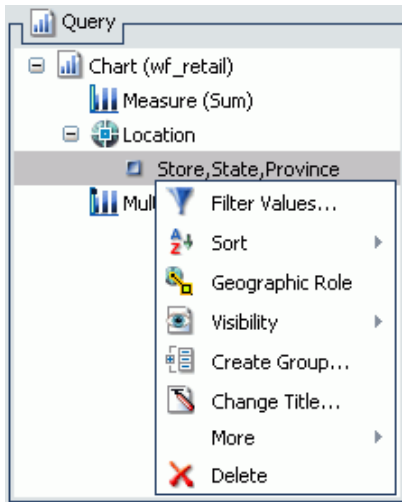 Query
Chart (wf_retail)
Measure (Sum)
Location
Store,State,Province
Mul
Filter Values...
Sort
Geographic Role
Visibility
Create Group...
Change Title...
More
Delete